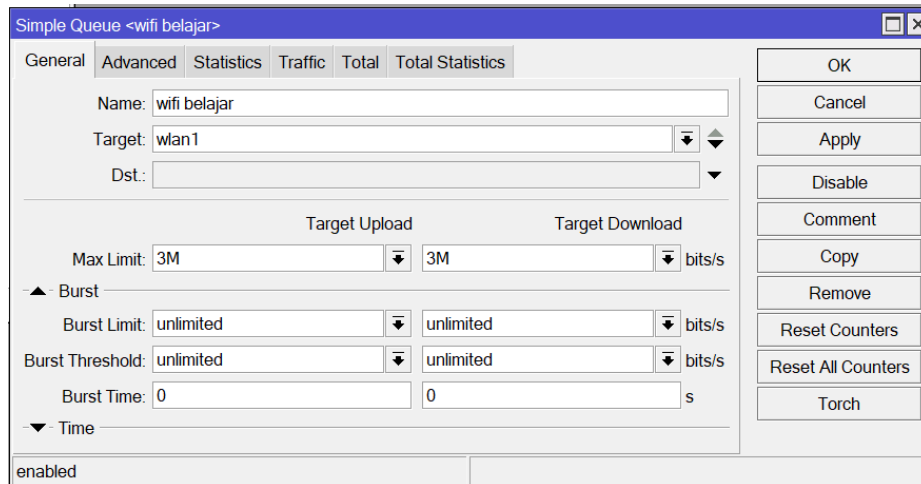 Simple Queue <wifi belajar>
General Advanced Statistics Traffic Total Total Statistics
Name: wifi belajar
Target: wlan1
Dst.:
Target Upload Target Download
Max Limit: 3M 3M bits/s
Burst
Burst Limit: unlimited unlimited bits/s
Burst Threshold: unlimited unlimited bits/s
Burst Time: 0 0 s
Time
enabled
OK
Cancel
Apply
Disable
Comment
Copy
Remove
Reset Counters
Reset All Counters
Torch